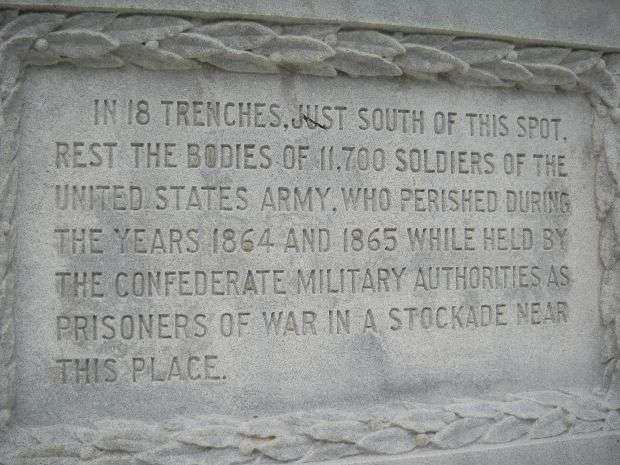 IN 18 TRENCHES, JUST SOUTH OF THIS SPOT,
REST THE BODIES OF 11,700 SOLDIERS OF THE
UNITED STATES ARMY, WHO PERISHED DURING
THE YEARS 1864 AND 1865 WHILE HELD BY
THE CONFEDERATE MILITARY AUTHORITIES AS
PRISONERS OF WAR IN A STOCKADE NEAR
THIS PLACE.